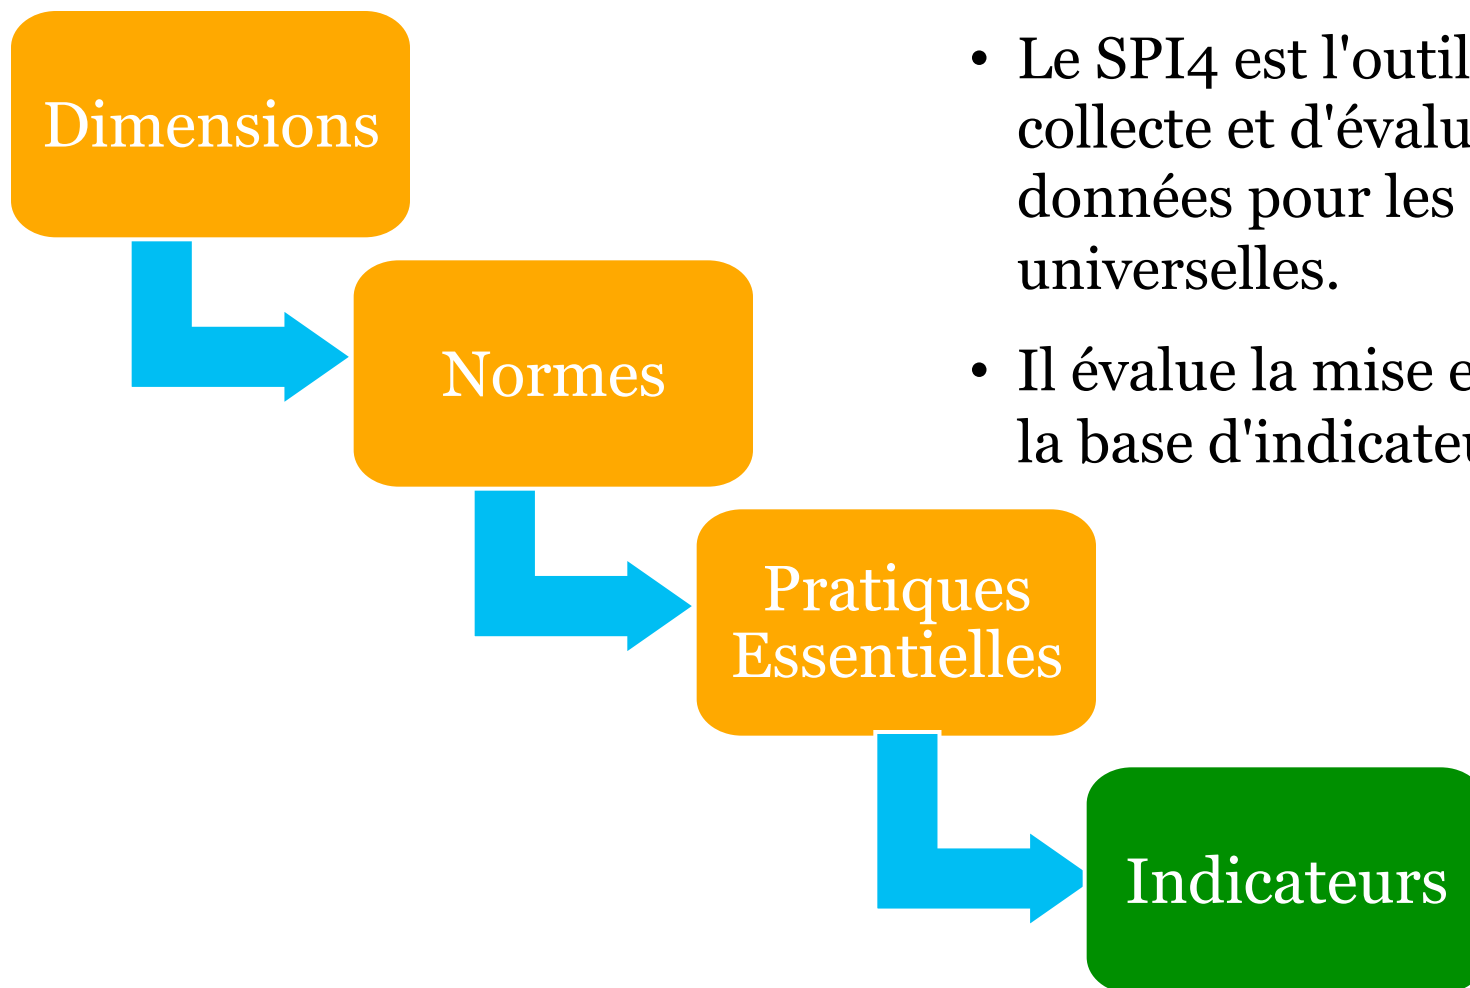 Dimensions
• Le SPI4 est l'outil
collecte et d'évalu
données pour les
universelles.
Normes
• Il évalue la mise e
la base d'indicateu
Pratiques
Essentielles
Indicateurs